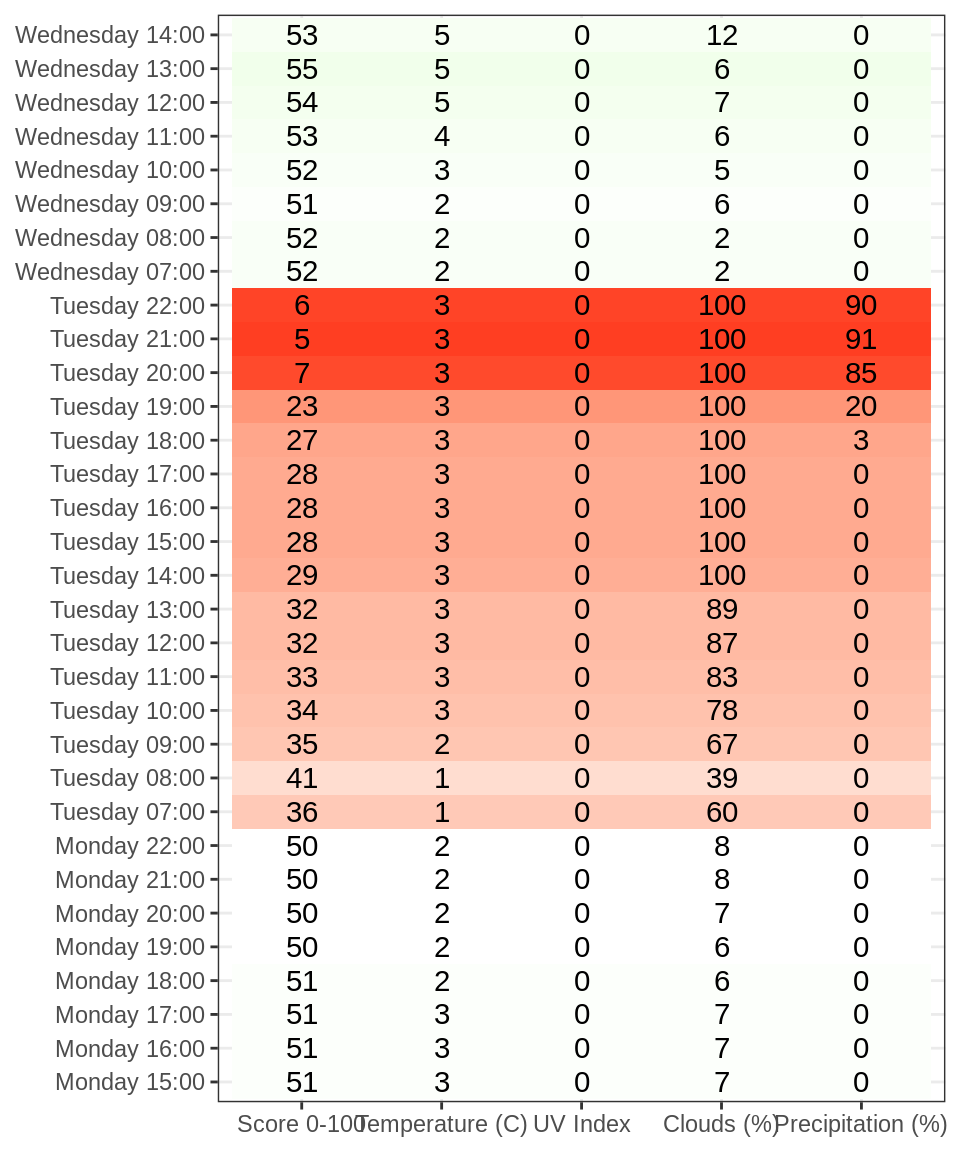 Wednesday 14:00 53 5 0 12 0
Wednesday 13:00 55 5 0 6 0
Wednesday 12:00 54 5 0 7 0
Wednesday 11:00 53 4 0 6 0
Wednesday 10:00 52 3 0 5 0
Wednesday 09:00 51 2 0 6 0
Wednesday 08:00 52 2 0 2 0
Wednesday 07:00 52 2 0 2 0
Tuesday 22:00 6 3 0 100 90
Tuesday 21:00 5 3 0 100 91
Tuesday 20:00 7 3 0 100 85
Tuesday 19:00 23 3 0 100 20
Tuesday 18:00 27 3 0 100 3
Tuesday 17:00 28 3 0 100 0
Tuesday 16:00 28 3 0 100 0
Tuesday 15:00 28 3 0 100 0
Tuesday 14:00 29 3 0 100 0
Tuesday 13:00 32 3 0 89 0
Tuesday 12:00 32 3 0 87 0
Tuesday 11:00 33 3 0 83 0
Tuesday 10:00 34 3 0 78 0
Tuesday 09:00 35 2 0 67 0
Tuesday 08:00 41 1 0 39 0
Tuesday 07:00 36 1 0 60 0
Monday 22:00 50 2 0 8 0
Monday 21:00 50 2 0 8 0
Monday 20:00 50 2 0 7 0
Monday 19:00 50 2 0 6 0
Monday 18:00 51 2 0 6 0
Monday 17:00 51 3 0 7 0
Monday 16:00 51 3 0 7 0
Monday 15:00 51 3 0 7 0
Score 0-100 Temperature (C) UV Index Clouds (%) Precipitation (%)